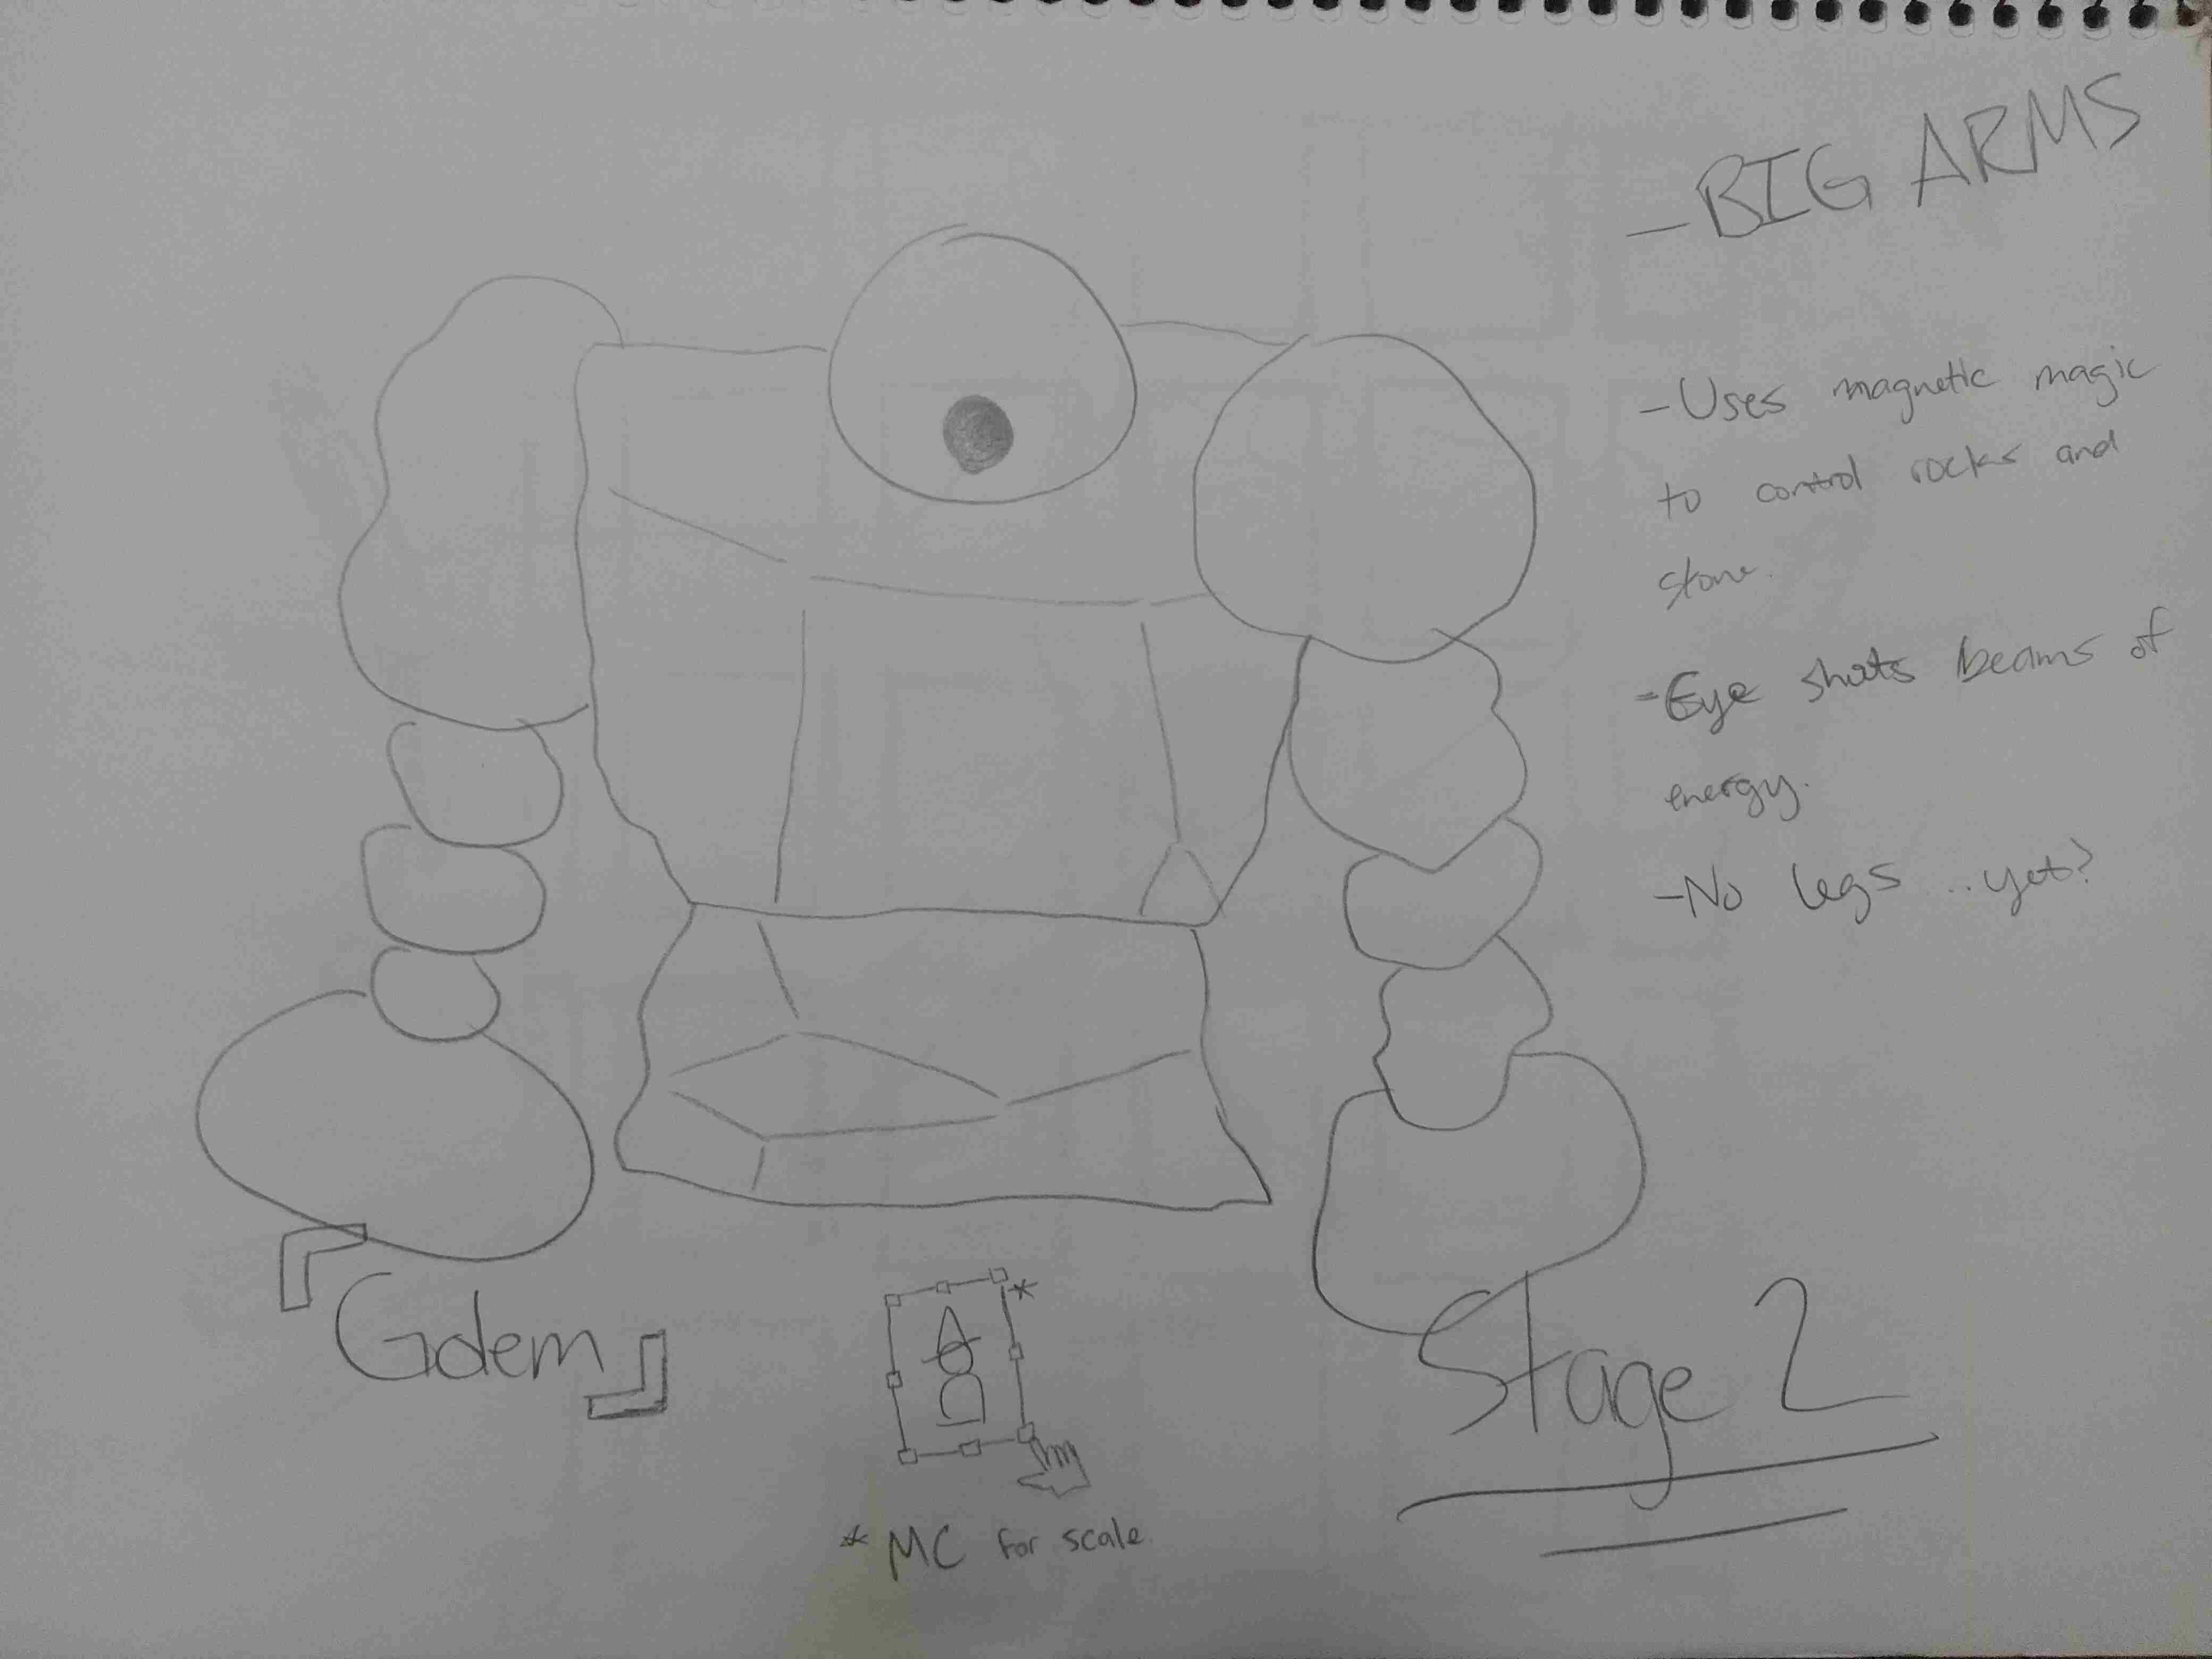 - BIG ARMS
- Uses magnetic magic
to control rocks and
stone.
- Eye shoots beams of
energy.
- No legs ..yet?
「Golem」
*
* MC for scale.
Stage 2